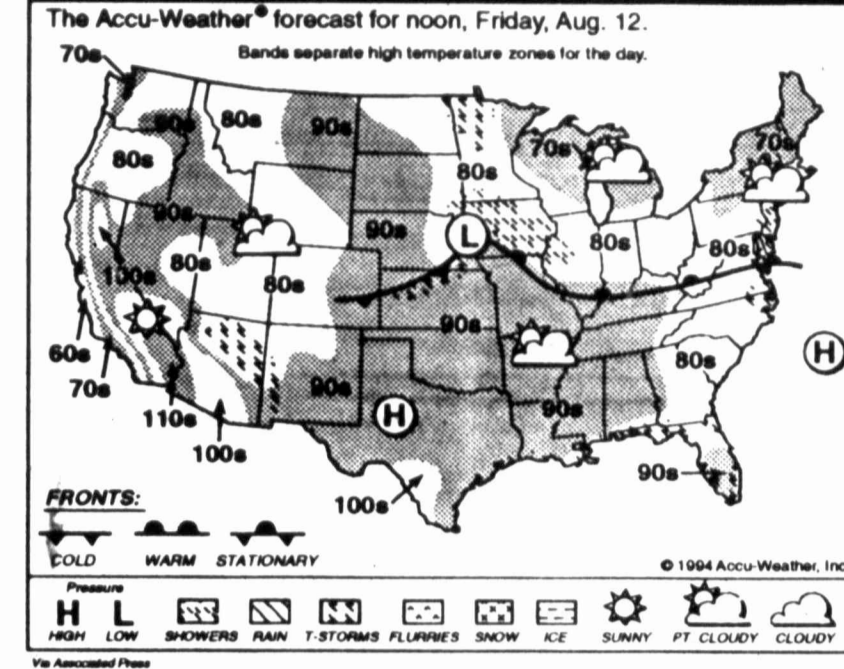 The Accu-Weather® forecast for noon, Friday, Aug. 12.
Bands separate high temperature zones for the day.
70s
90s
80s
90s
70s
70s
80s
80s
90s
90s
L
80s
80s
100s
80s
80s
90s
60s
70s
80s
H
90s
H
90s
110s
100s
90s
100s
FRONTS:
COLD WARM STATIONARY
© 1994 Accu-Weather, Inc
Pressure
H L
HIGH LOW SHOWERS RAIN T-STORMS FLURRIES SNOW ICE SUNNY PT CLOUDY CLOUDY
Via Associated Press